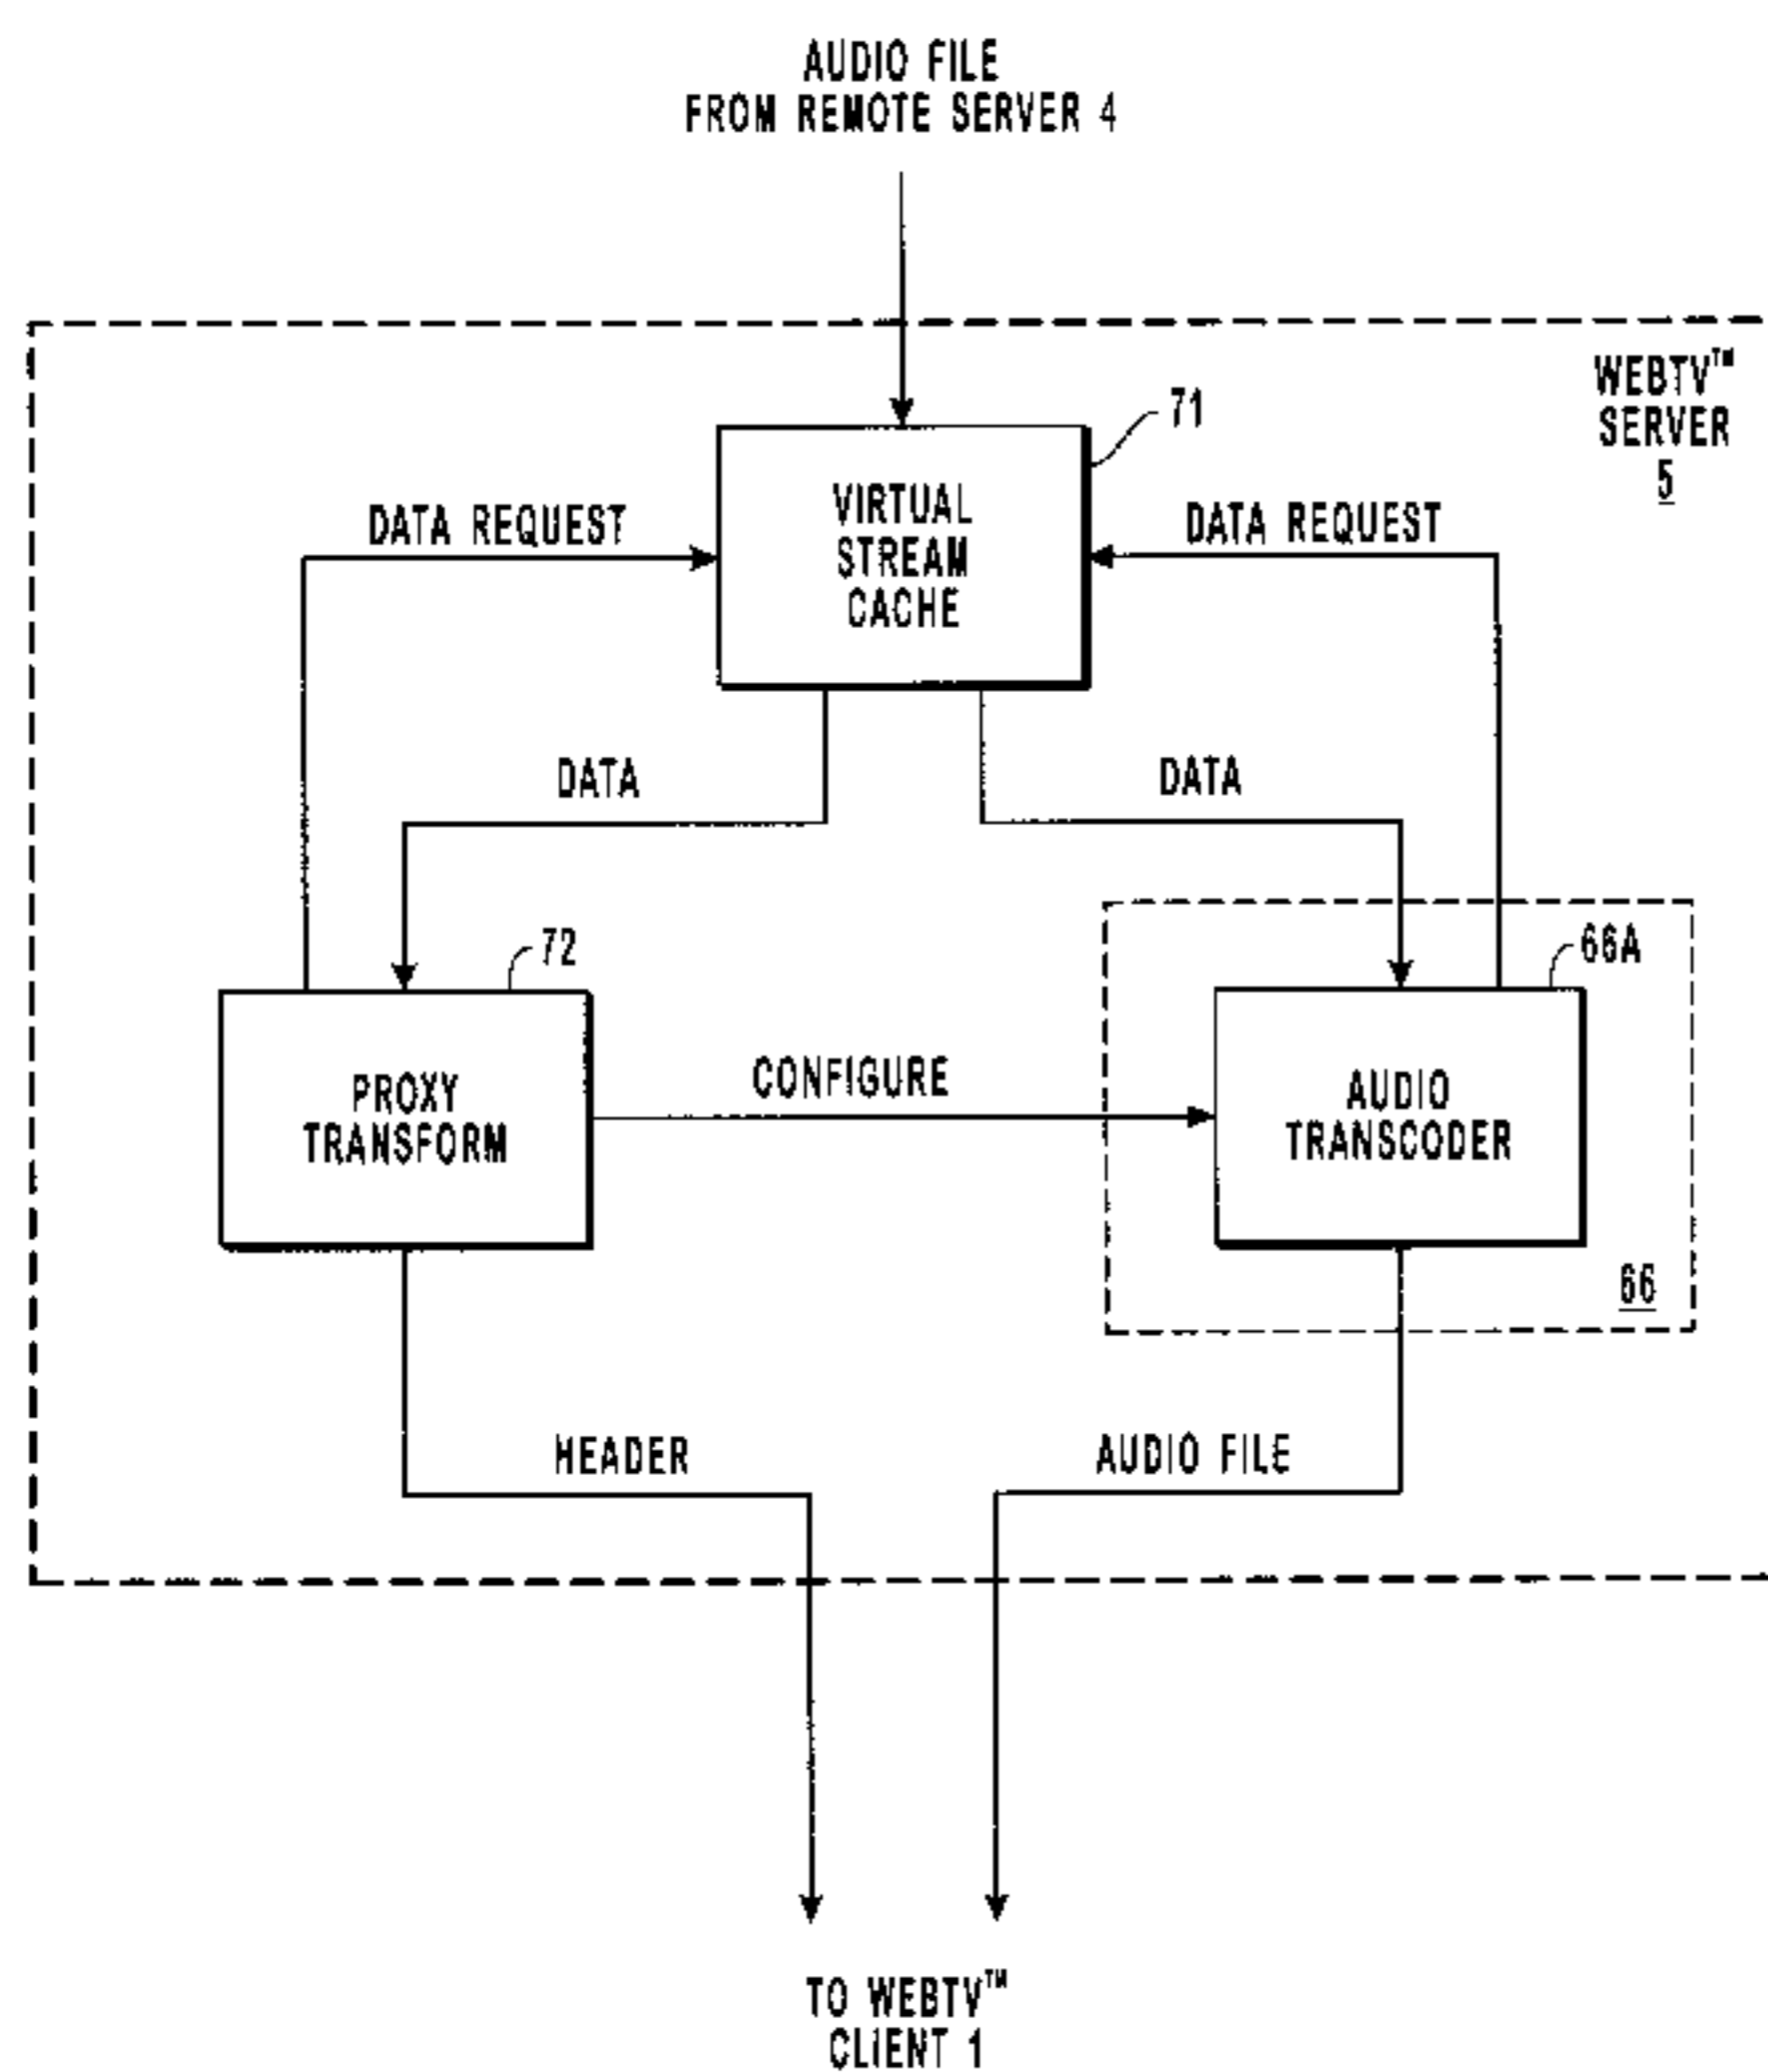 AUDIO FILE
FROM REMOTE SERVER 4
WEBTV™
SERVER
5
71
VIRTUAL
STREAM
CACHE
DATA REQUEST
DATA REQUEST
DATA
DATA
72
66A
PROXY
TRANSFORM
CONFIGURE
AUDIO
TRANSCODER
66
HEADER
AUDIO FILE
TO WEBTV™
CLIENT 1